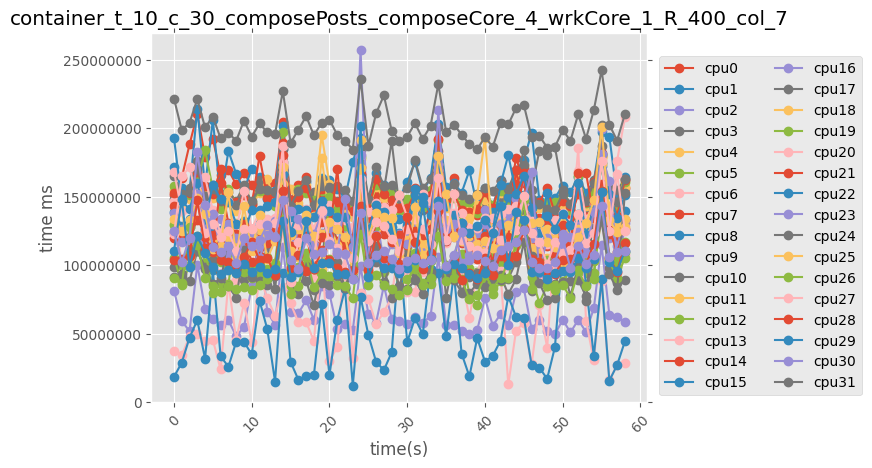 container_t_10_c_30_composePosts_composeCore_4_wrkCore_1_R_400_col_7
250000000
200000000
150000000
100000000
50000000
0
time ms
0
10
20
30
40
50
60
time(s)
cpu0
cpu1
cpu2
cpu3
cpu4
cpu5
cpu6
cpu7
cpu8
cpu9
cpu10
cpu11
cpu12
cpu13
cpu14
cpu15
cpu16
cpu17
cpu18
cpu19
cpu20
cpu21
cpu22
cpu23
cpu24
cpu25
cpu26
cpu27
cpu28
cpu29
cpu30
cpu31